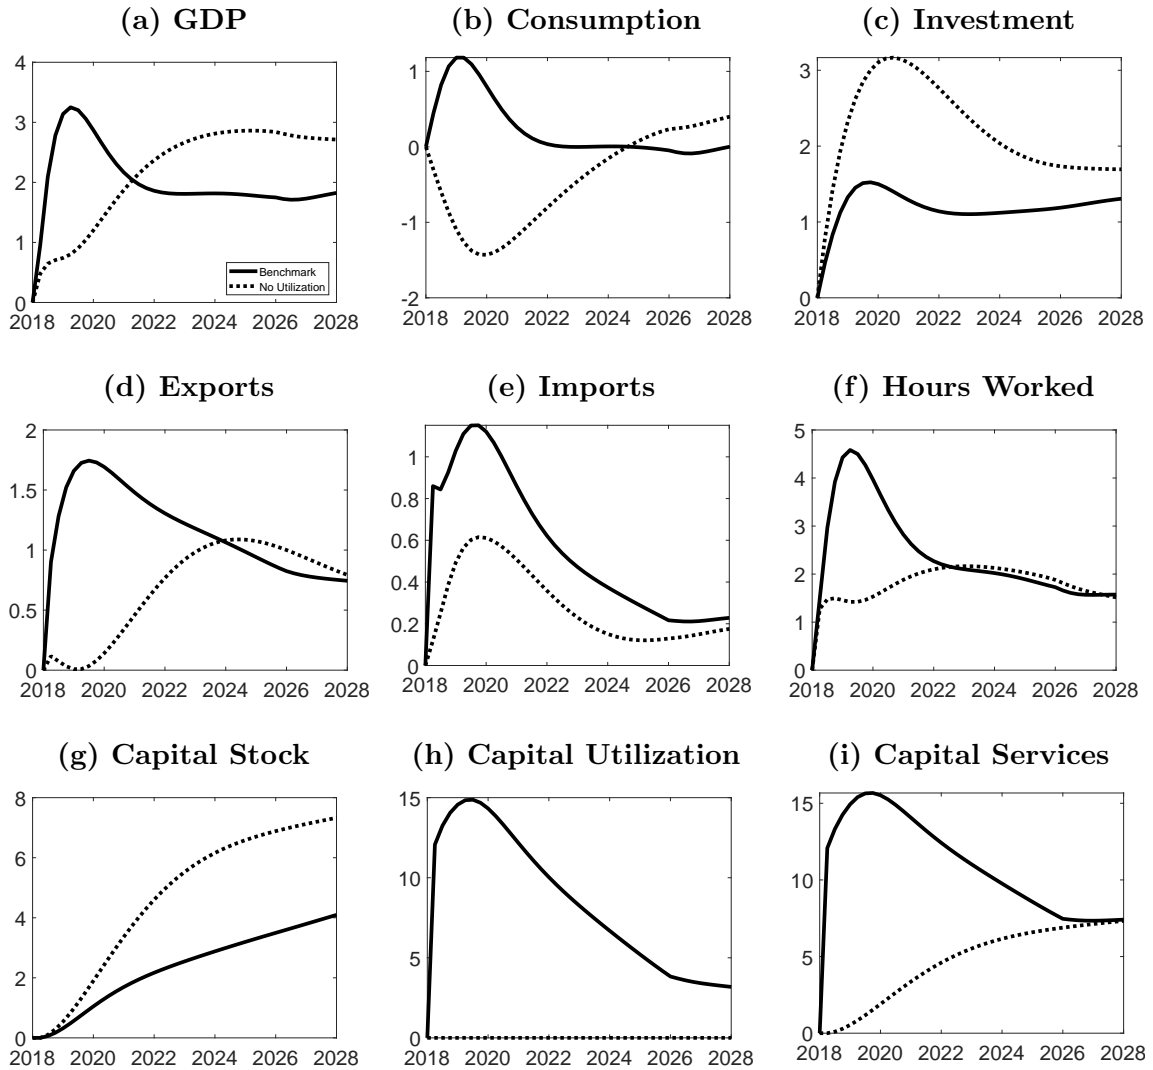 (a) GDP
(b) Consumption
(c) Investment
4
3
2
1
0
2018 2020 2022 2024 2026 2028
Benchmark
No Utilization
1
0
-1
-2
2018 2020 2022 2024 2026 2028
3
2
1
0
2018 2020 2022 2024 2026 2028
(d) Exports
(e) Imports
(f) Hours Worked
2
1.5
1
0.5
0
2018 2020 2022 2024 2026 2028
1
0.8
0.6
0.4
0.2
0
2018 2020 2022 2024 2026 2028
5
4
3
2
1
0
2018 2020 2022 2024 2026 2028
(g) Capital Stock
(h) Capital Utilization
(i) Capital Services
8
6
4
2
0
2018 2020 2022 2024 2026 2028
15
10
5
0
2018 2020 2022 2024 2026 2028
15
10
5
0
2018 2020 2022 2024 2026 2028